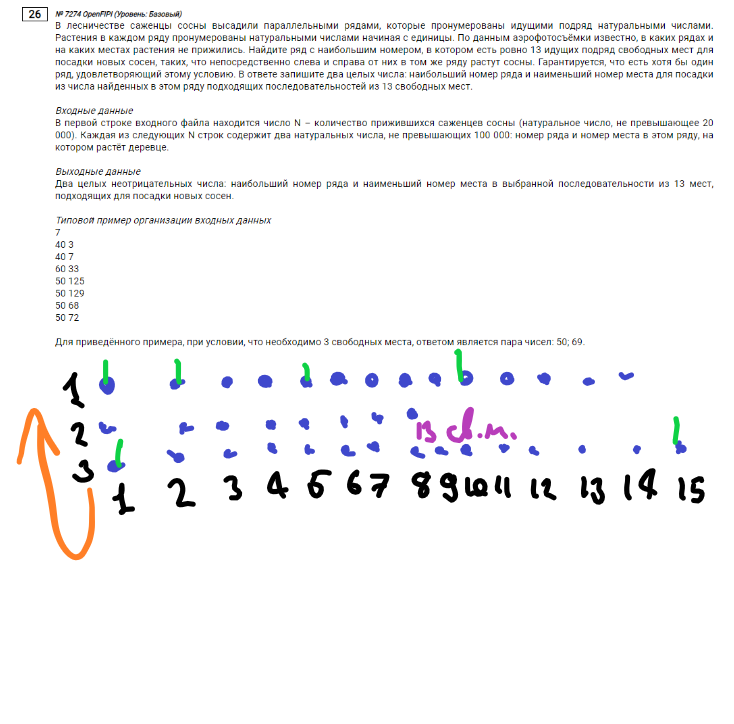 26
№ 7274 OpenFIPI (Уровень: Базовый)
В лесничестве саженцы сосны высадили параллельными рядами, которые пронумерованы идущими подряд натуральными числами.
Растения в каждом ряду пронумерованы натуральными числами начиная с единицы. По данным аэрофотосъёмки известно, в каких рядах и
на каких местах растения не прижились. Найдите ряд с наибольшим номером, в котором есть ровно 13 идущих подряд свободных мест для
посадки новых сосен, таких, что непосредственно слева и справа от них в том же ряду растут сосны. Гарантируется, что есть хотя бы один
ряд, удовлетворяющий этому условию. В ответе запишите два целых числа: наибольший номер ряда и наименьший номер места для посадки
из числа найденных в этом ряду подходящих последовательностей из 13 свободных мест.
Входные данные
В первой строке входного файла находится число N – количество прижившихся саженцев сосны (натуральное число, не превышающее 20
000). Каждая из следующих N строк содержит два натуральных числа, не превышающих 100 000: номер ряда и номер места в этом ряду, на
котором растёт деревце.
Выходные данные
Два целых неотрицательных числа: наибольший номер ряда и наименьший номер места в выбранной последовательности из 13 мест,
подходящих для посадки новых сосен.
Типовой пример организации входных данных
7
40 3
40 7
60 33
50 125
50 129
50 68
50 72
Для приведённого примера, при условии, что необходимо 3 свободных места, ответом является пара чисел: 50; 69.
1
2 13 св.м.
3
1 2 3 4 5 6 7 8 9 10 11 12 13 14 15